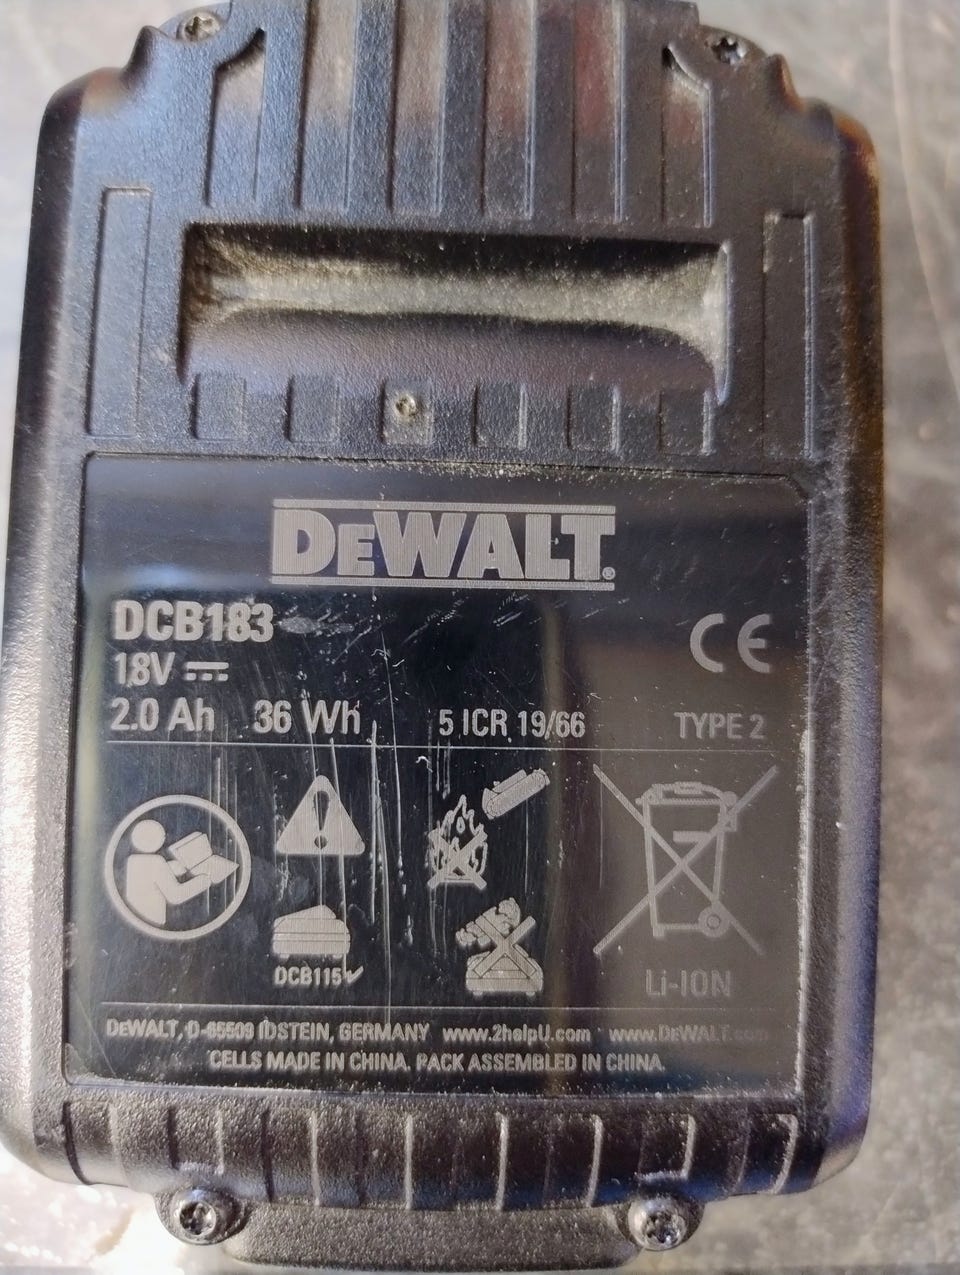 DEWALT®
DCB183
18V
2.0 Ah 36 Wh 5 ICR 19/66 TYPE 2
CE
DCB115✓
Li-ION
DEWALT, D-65509 IDSTEIN, GERMANY www.2helpU.com www.DEWALT.com
CELLS MADE IN CHINA. PACK ASSEMBLED IN CHINA.